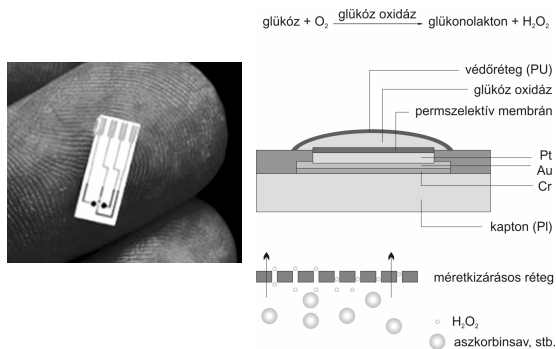 glükóz + O₂ glükóz oxidáz glükonolakton + H₂O₂
védőréteg (PU)
glükóz oxidáz
permszelektív membrán
Pt
Au
Cr
kapton (PI)
méretkizárásos réteg
H₂O₂
aszkorbinsav, stb.